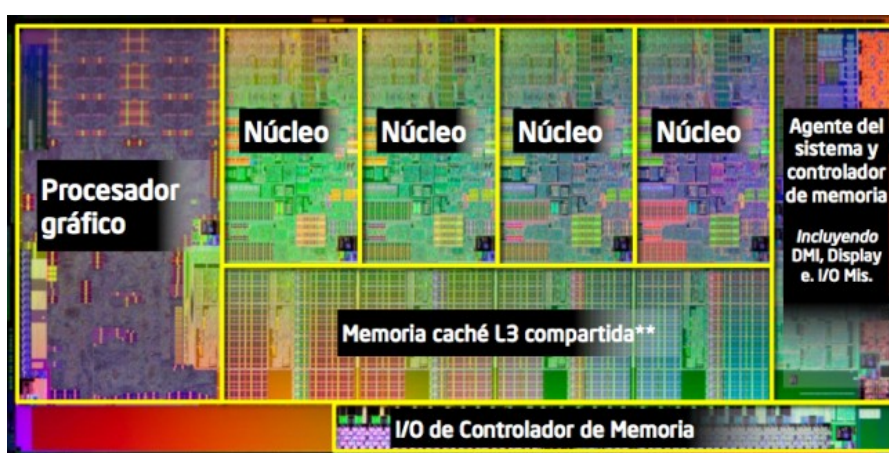 Procesador
gráfico
Núcleo
Núcleo
Núcleo
Núcleo
Agente del
sistema y
controlador
de memoria
Incluyendo
DMI, Display
e. I/O Mis.
Memoria caché L3 compartida**
I/O de Controlador de Memoria